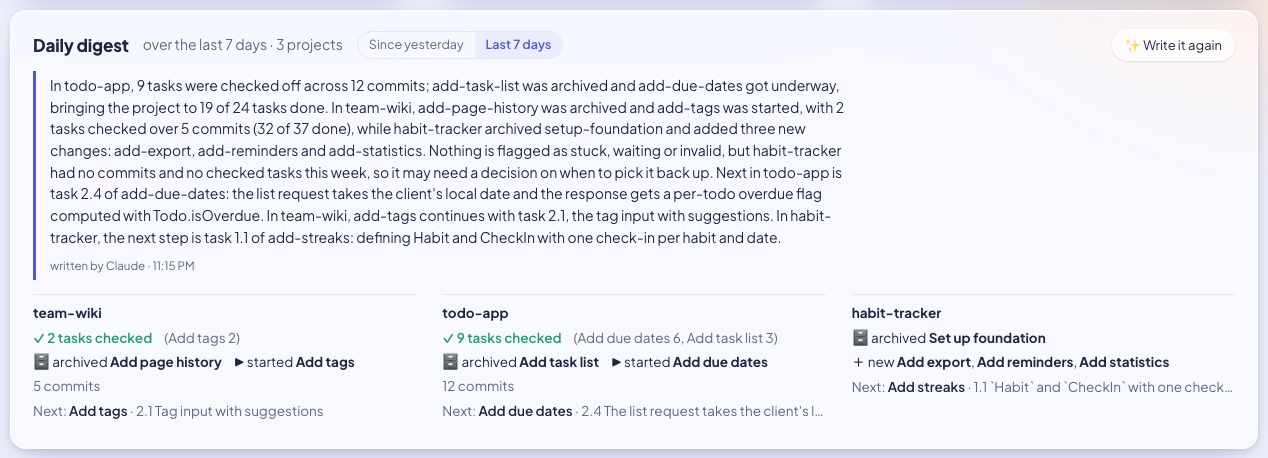 Daily digest over the last 7 days · 3 projects Since yesterday Last 7 days ✨ Write it again
In todo-app, 9 tasks were checked off across 12 commits; add-task-list was archived and add-due-dates got underway,
bringing the project to 19 of 24 tasks done. In team-wiki, add-page-history was archived and add-tags was started, with 2
tasks checked over 5 commits (32 of 37 done), while habit-tracker archived setup-foundation and added three new
changes: add-export, add-reminders and add-statistics. Nothing is flagged as stuck, waiting or invalid, but habit-tracker
had no commits and no checked tasks this week, so it may need a decision on when to pick it back up. Next in todo-app is
task 2.4 of add-due-dates: the list request takes the client's local date and the response gets a per-todo overdue flag
computed with Todo.isOverdue. In team-wiki, add-tags continues with task 2.1, the tag input with suggestions. In habit-
tracker, the next step is task 1.1 of add-streaks: defining Habit and CheckIn with one check-in per habit and date.
written by Claude · 11:15 PM
team-wiki
✓ 2 tasks checked (Add tags 2)
🗄 archived Add page history ▶ started Add tags
5 commits
Next: Add tags · 2.1 Tag input with suggestions
todo-app
✓ 9 tasks checked (Add due dates 6, Add task list 3)
🗄 archived Add task list ▶ started Add due dates
12 commits
Next: Add due dates · 2.4 The list request takes the client's l...
habit-tracker
🗄 archived Set up foundation
+ new Add export, Add reminders, Add statistics
Next: Add streaks · 1.1 `Habit` and `CheckIn` with one check...